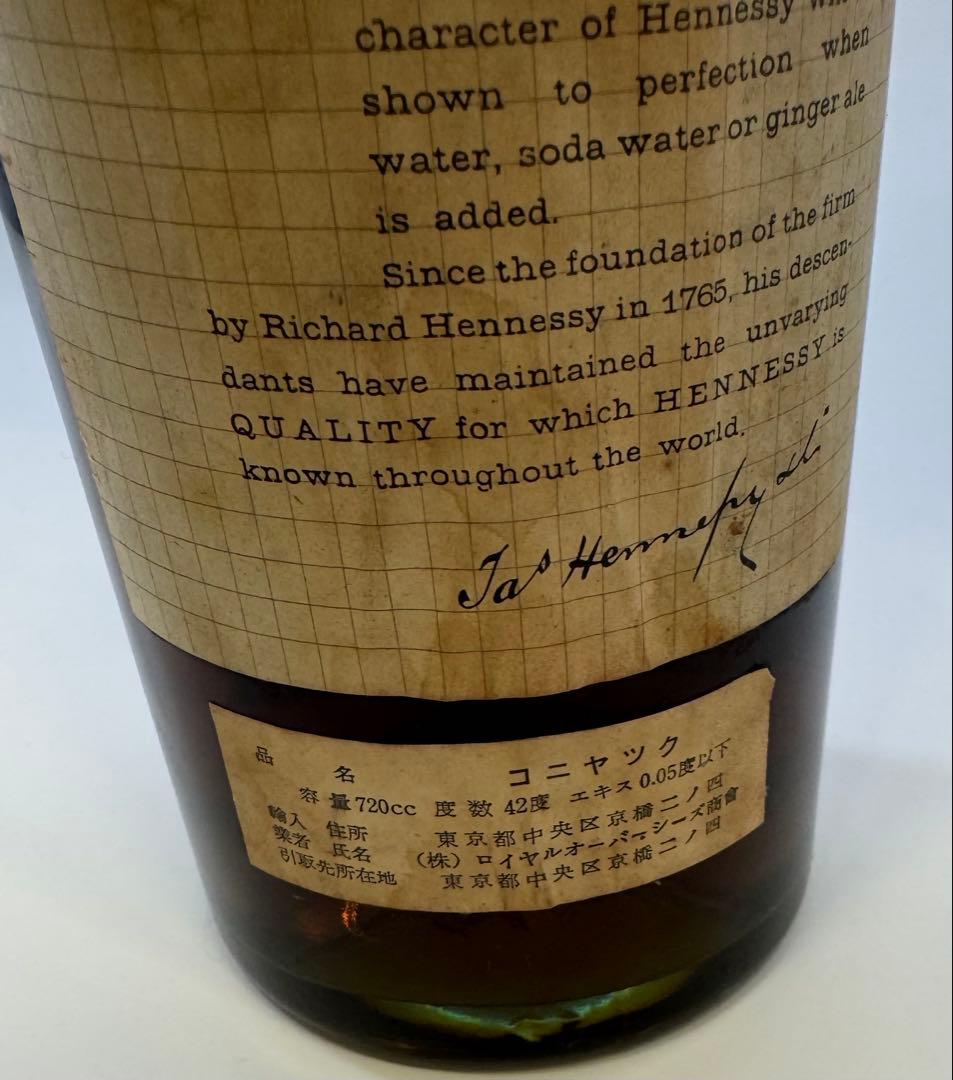 character of Hennessy
shown to perfection when
water, soda water or ginger ale
is added.
Since the foundation of the firm
by Richard Hennessy in 1765, his descen-
dants have maintained the unvarying
QUALITY for which HENNESSY is
known throughout the world.
Jas Hennessy
品名 コニヤツク
容量720cc 度数42度 エキス0.05度以下
輸入 住所 東京都中央区京橋二ノ四
業者 氏名 (株)ロイヤルオーバーシーズ商會
引取先所在地 東京都中央区京橋二ノ四